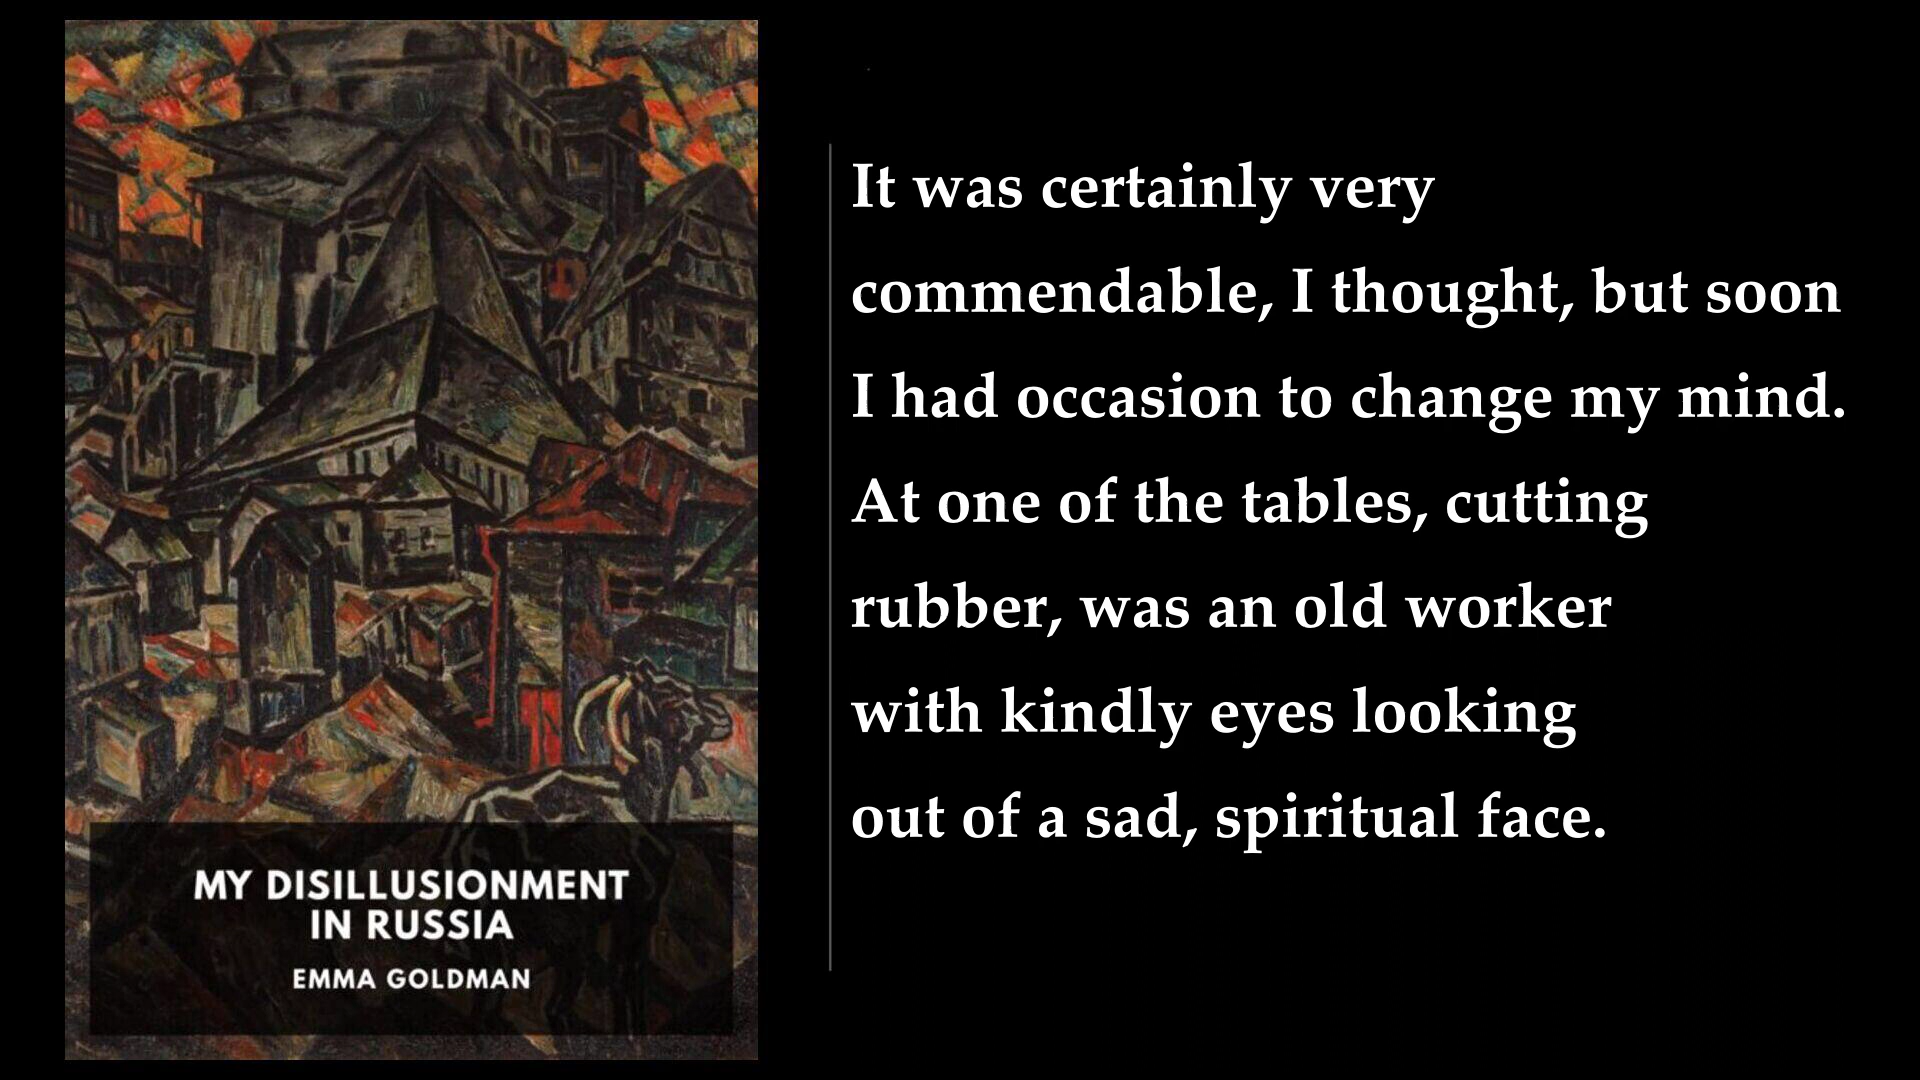 MY DISILLUSIONMENT
IN RUSSIA
EMMA GOLDMAN
It was certainly very
commendable, I thought, but soon
I had occasion to change my mind.
At one of the tables, cutting
rubber, was an old worker
with kindly eyes looking
out of a sad, spiritual face.